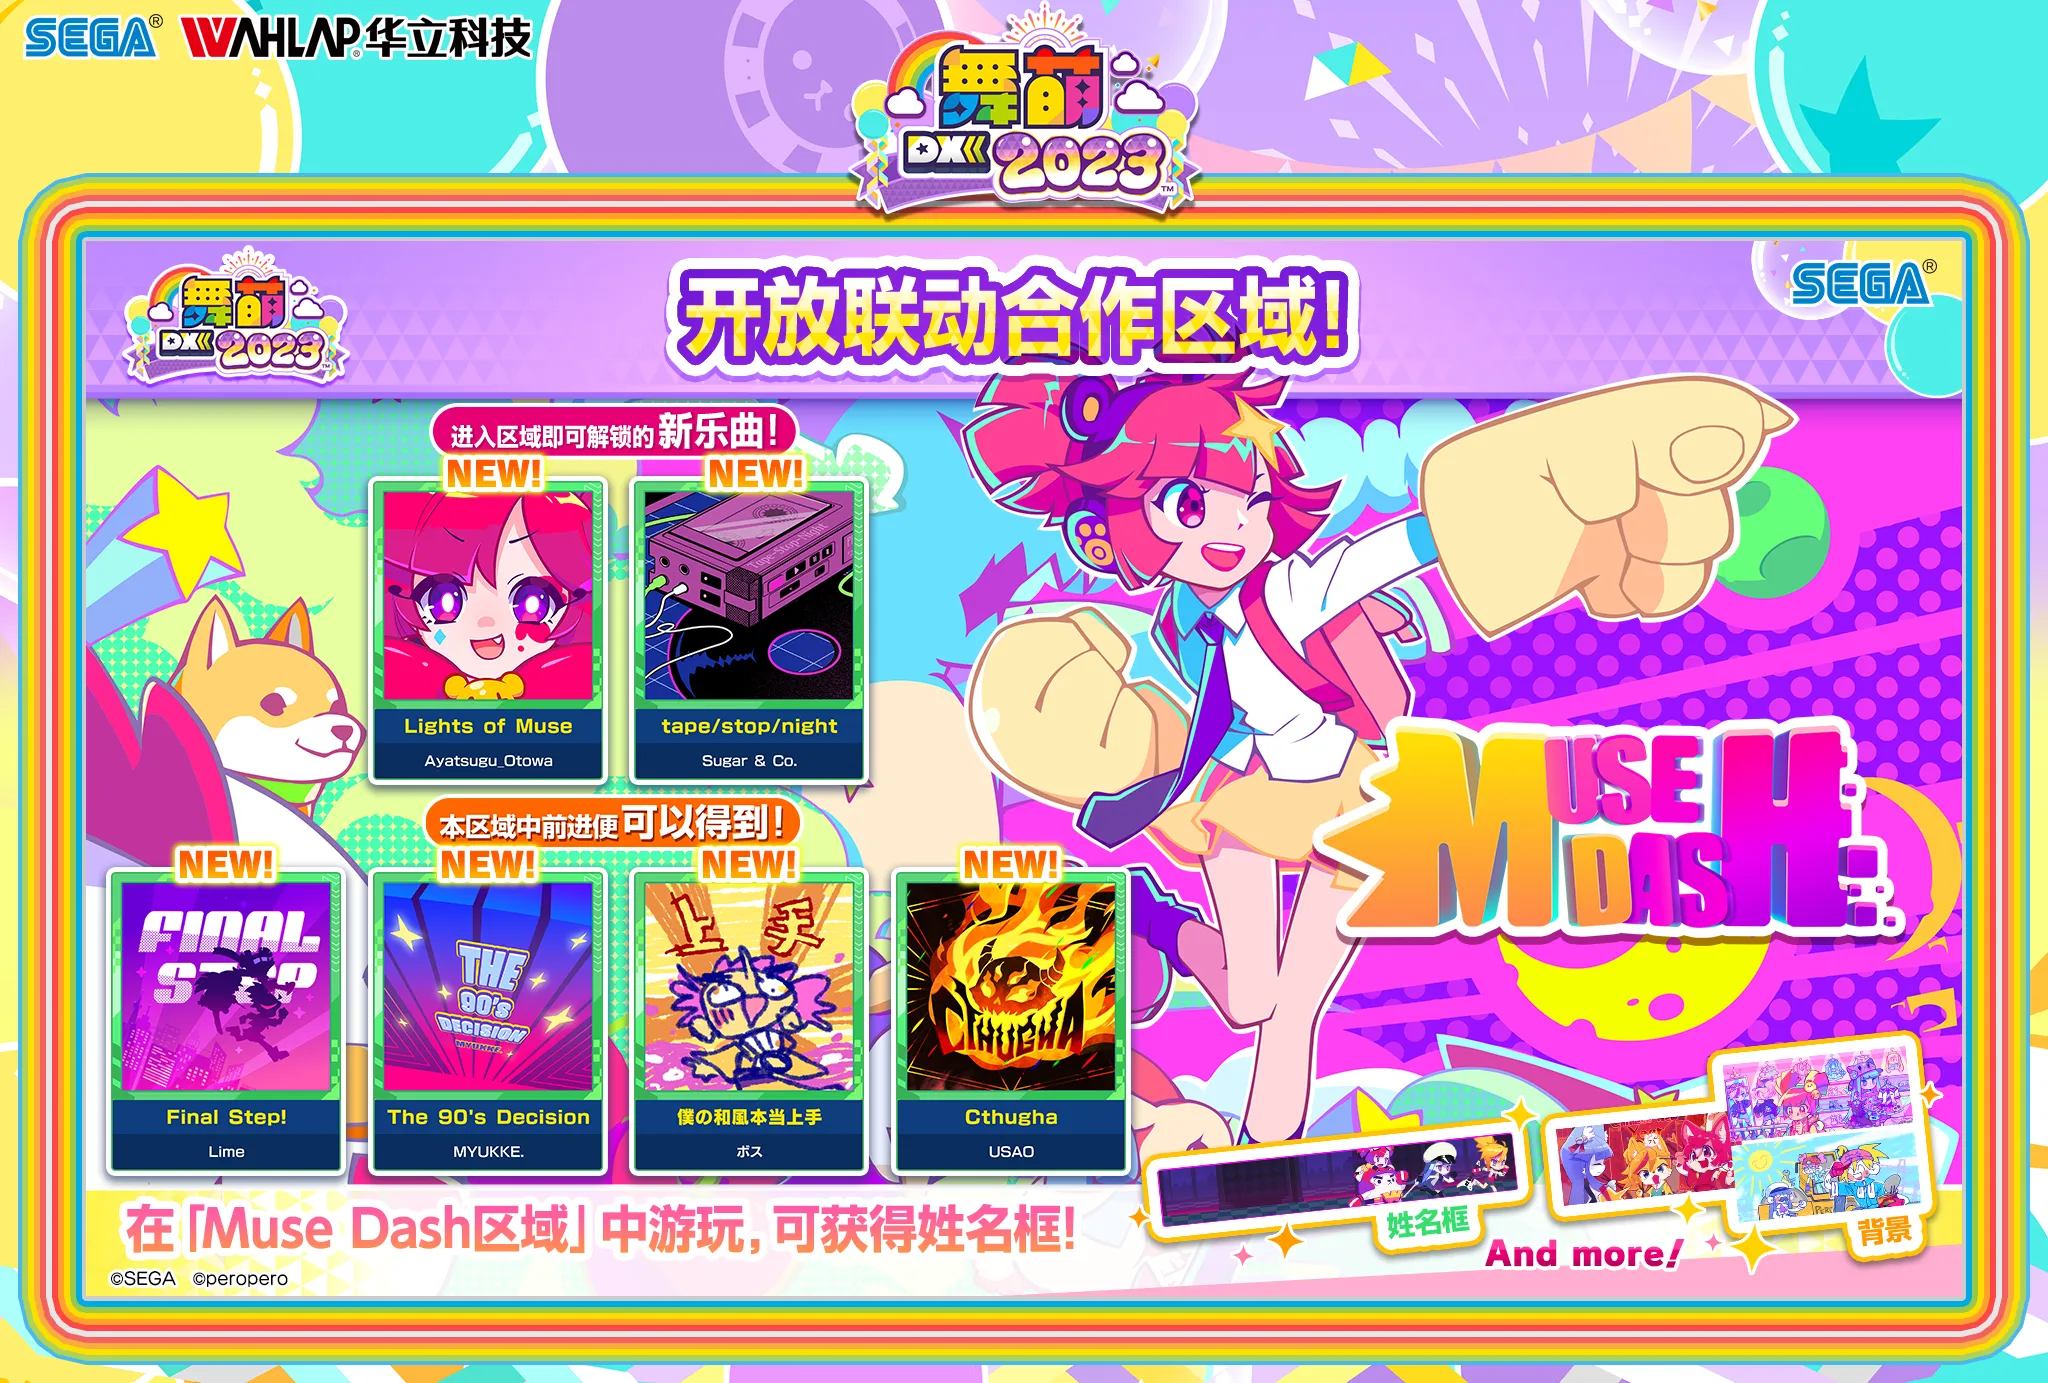 SEGA® WAHLAP® 华立科技
舞萌
DX 2023™
舞萌
DX 2023™
开放联动合作区域!
SEGA®
进入区域即可解锁的新乐曲!
NEW! NEW!
tape/stop/night
Lights of Muse
Ayatsugu_Otowa
tape/stop/night
Sugar & Co.
MUSE
DASH
本区域中前进便可以得到!
NEW! NEW! NEW! NEW!
FINAL
STEP
Final Step!
Lime
THE
90's
DECISION
MYUKKE.
The 90's Decision
MYUKKE.
上手
僕の和風本当上手
ボス
CTHUGHA
Cthugha
USAO
在「Muse Dash区域」中游玩, 可获得姓名框!
姓名框
背景
And more!
©SEGA ©peropero